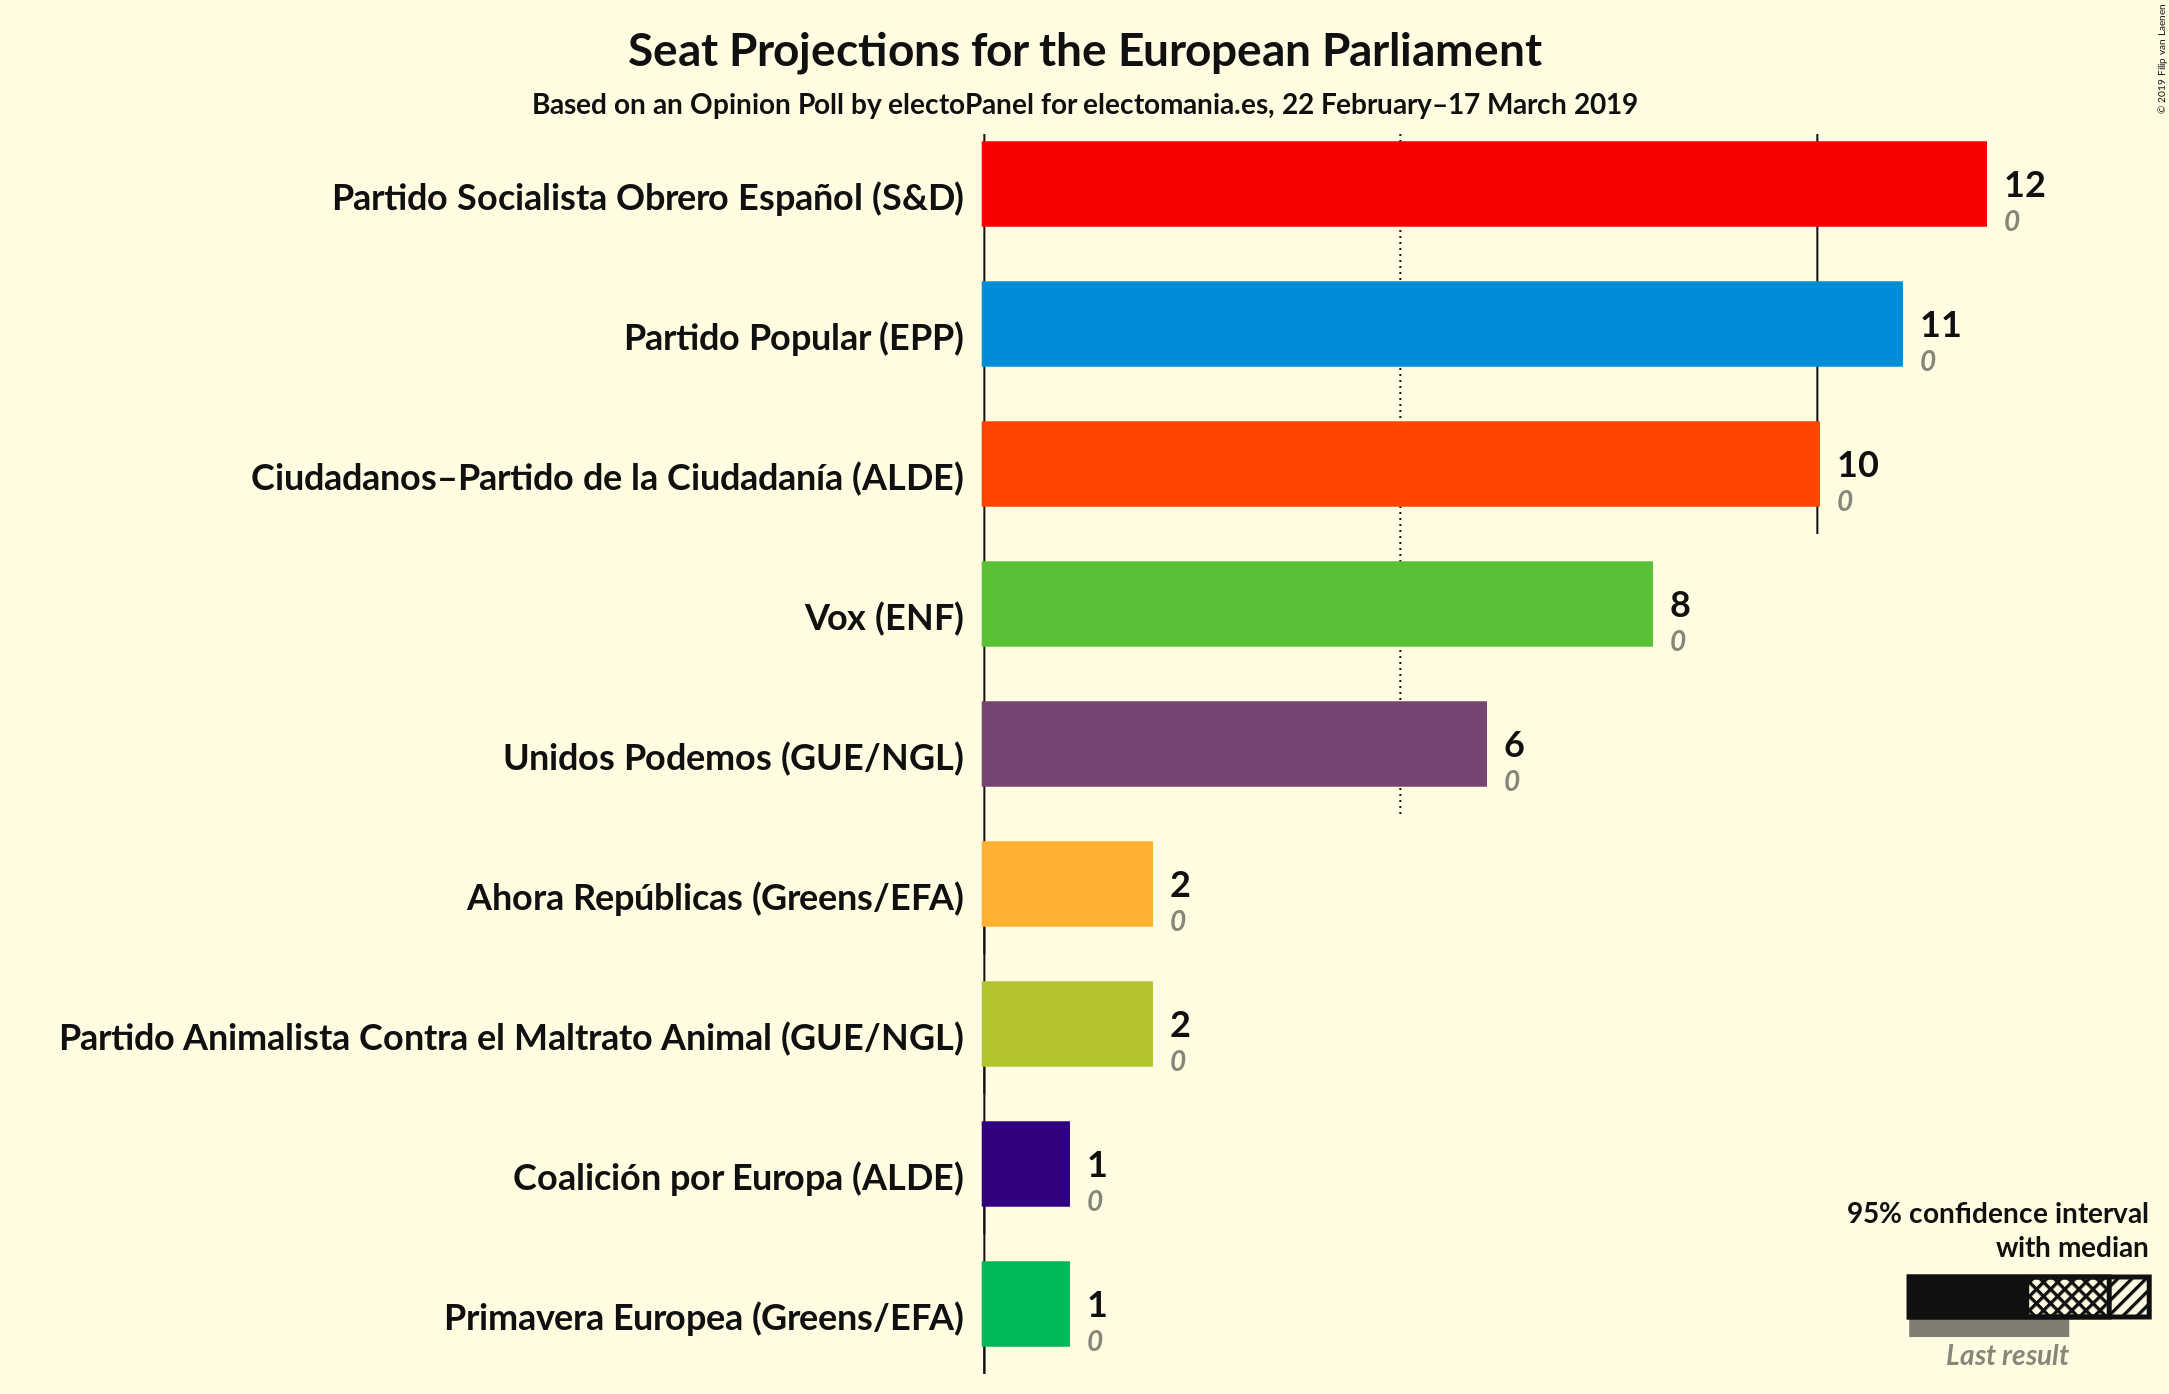 Seat Projections for the European Parliament
Based on an Opinion Poll by electoPanel for electomania.es, 22 February–17 March 2019
© 2019 Filip van Laenen
Partido Socialista Obrero Español (S&D)
12
0
Partido Popular (EPP)
11
0
Ciudadanos–Partido de la Ciudadanía (ALDE)
10
0
Vox (ENF)
8
0
Unidos Podemos (GUE/NGL)
6
0
Ahora Repúblicas (Greens/EFA)
2
0
Partido Animalista Contra el Maltrato Animal (GUE/NGL)
2
0
Coalición por Europa (ALDE)
1
0
Primavera Europea (Greens/EFA)
1
0
95% confidence interval
with median
Last result